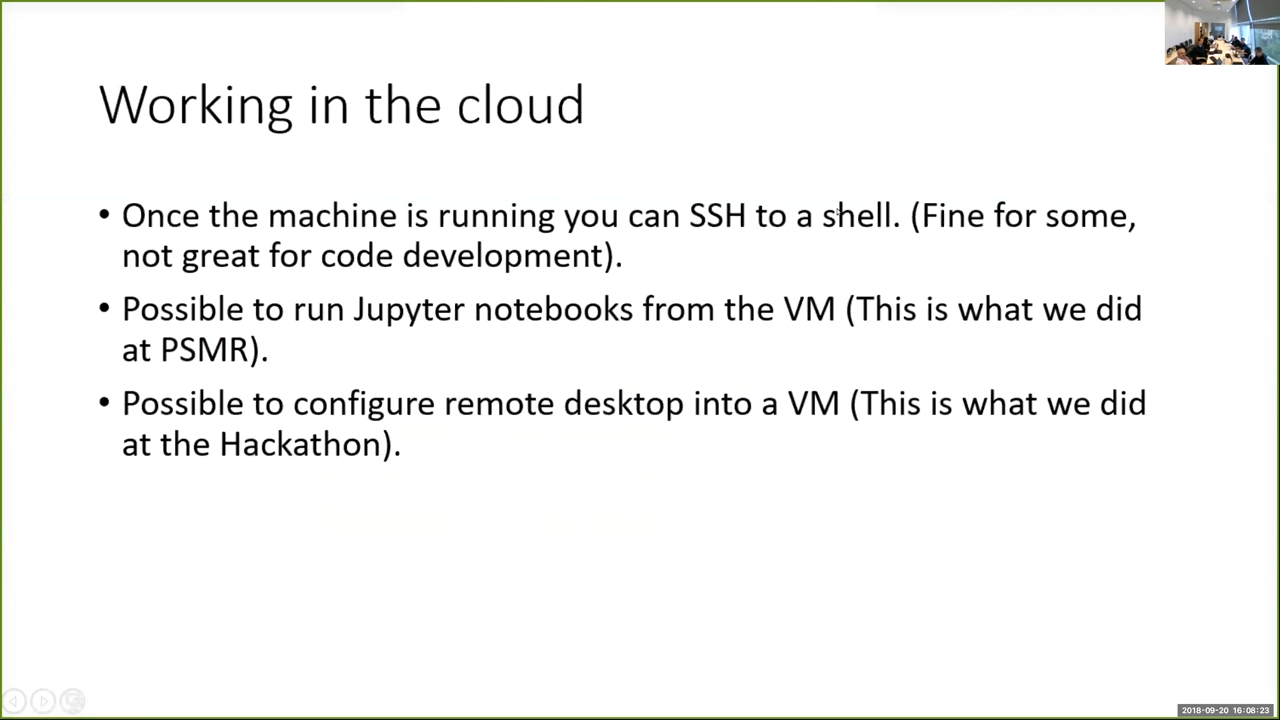 Working in the cloud
• Once the machine is running you can SSH to a shell. (Fine for some,
not great for code development).
• Possible to run Jupyter notebooks from the VM (This is what we did
at PSMR).
• Possible to configure remote desktop into a VM (This is what we did
at the Hackathon).
2018-09-20 16:08:23